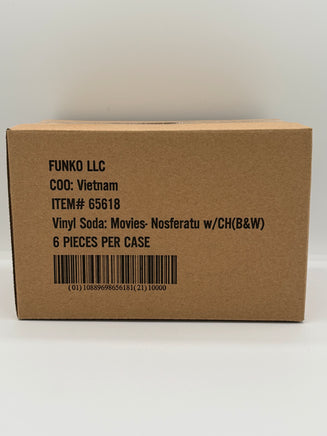 FUNKO LLC
COO: Vietnam
ITEM# 65618
Vinyl Soda: Movies- Nosferatu w/CH(B&W)
6 PIECES PER CASE
(01)10889698656181(21)10000